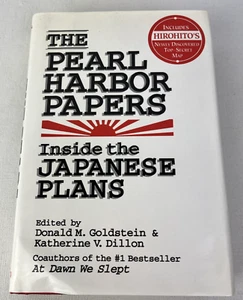 INCLUDES
HIROHITO'S
NEWLY DISCOVERED
TOP-SECRET
MAP
THE
PEARL
HARBOR
PAPERS
Inside the
JAPANESE
PLANS
Edited by
Donald M. Goldstein &
Katherine V. Dillon
Coauthors of the #1 Bestseller
At Dawn We Slept